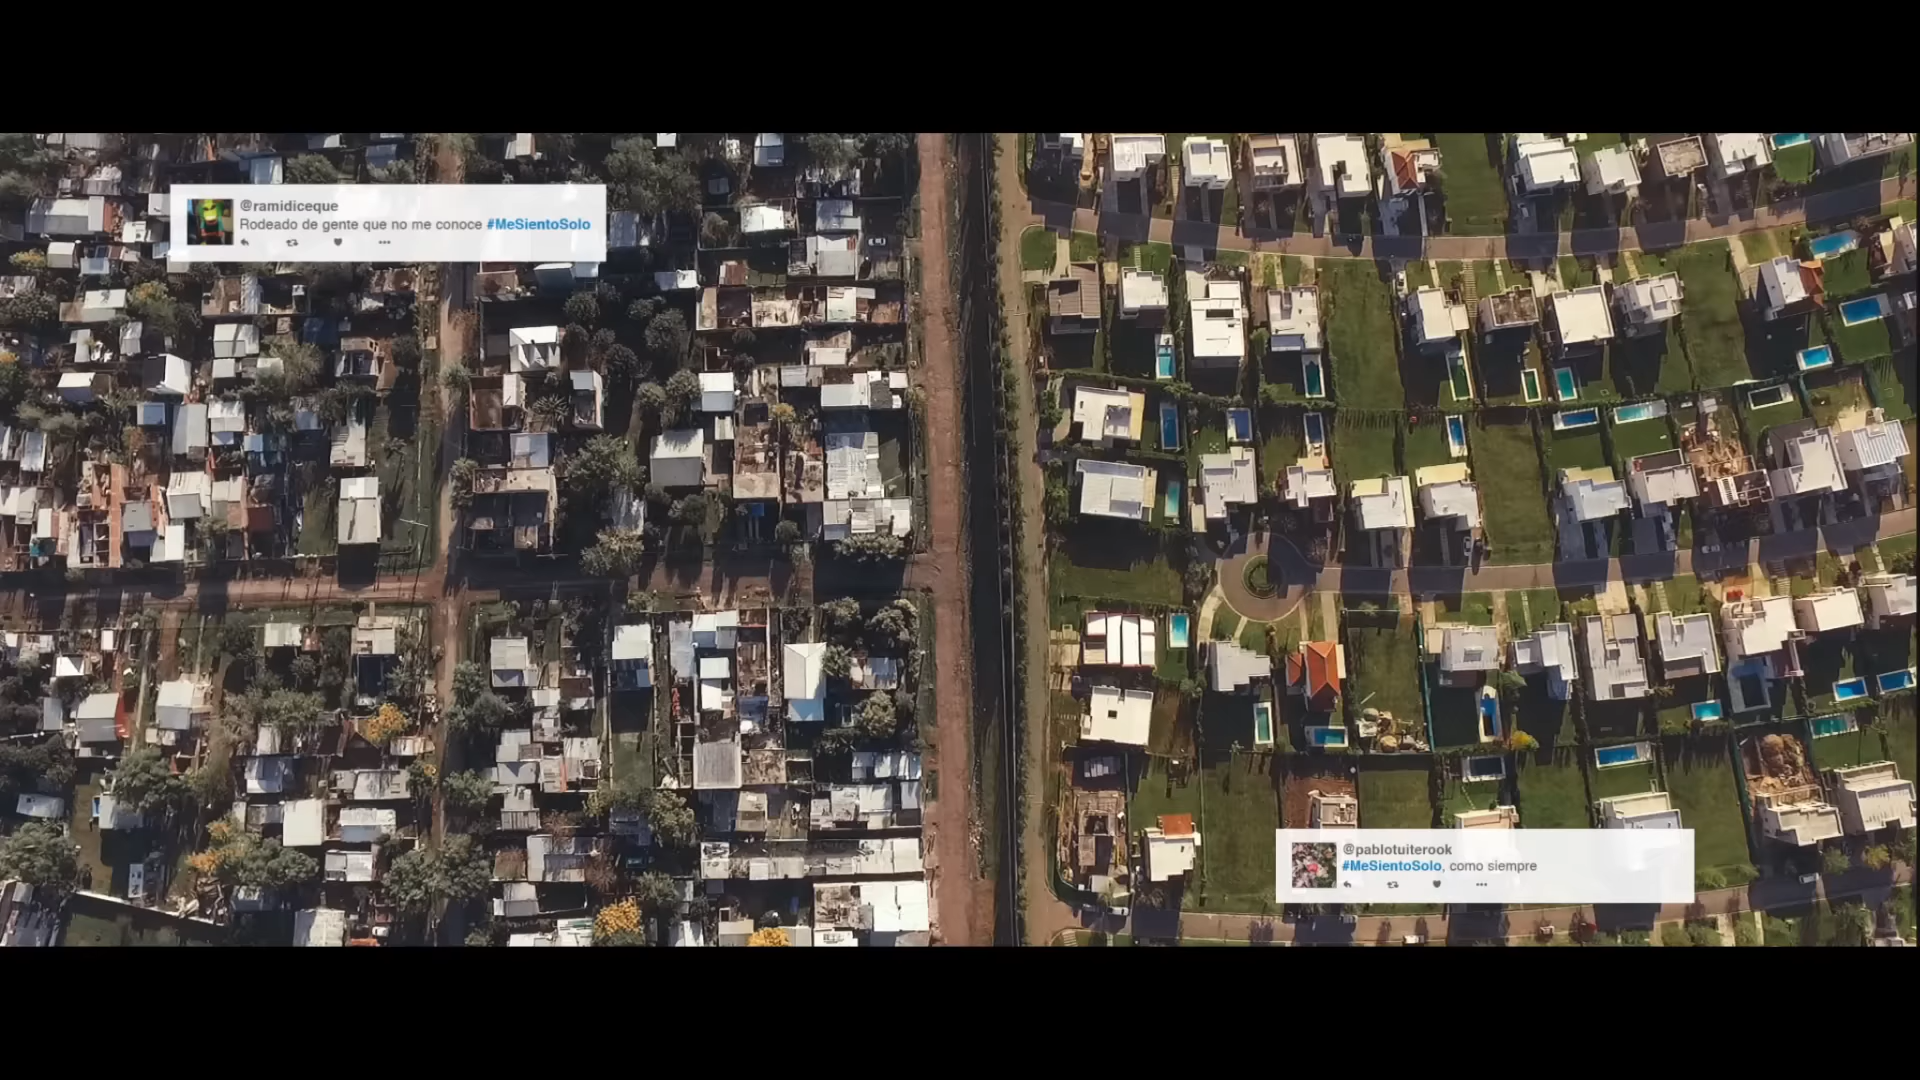 @ramidiceque
Rodeado de gente que no me conoce #MeSientoSolo
@pablotuiterook
#MeSientoSolo, como siempre